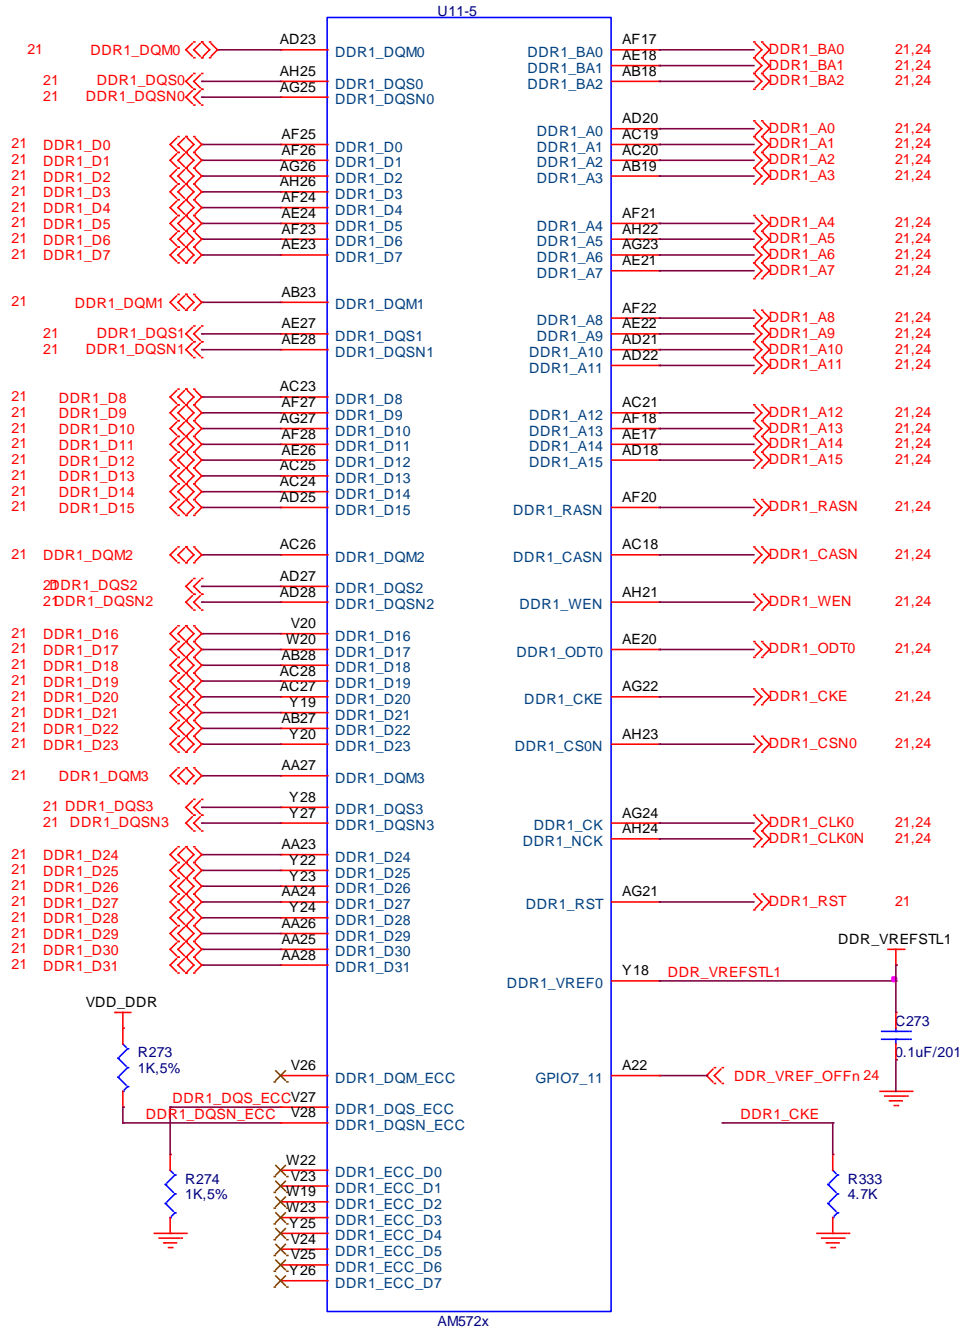 U11-5
21 DDR1_DQM0 AD23 DDR1_DQM0
DDR1_BA0 AF17 DDR1_BA0 21,24
DDR1_BA1 AE18 DDR1_BA1 21,24
DDR1_BA2 AB18 DDR1_BA2 21,24
21 DDR1_DQS0 AH25 DDR1_DQS0
21 DDR1_DQSN0 AG25 DDR1_DQSN0
DDR1_A0 AD20 DDR1_A0 21,24
DDR1_A1 AC19 DDR1_A1 21,24
DDR1_A2 AC20 DDR1_A2 21,24
DDR1_A3 AB19 DDR1_A3 21,24
21 DDR1_D0 AF25 DDR1_D0
21 DDR1_D1 AF26 DDR1_D1
21 DDR1_D2 AG26 DDR1_D2
21 DDR1_D3 AH26 DDR1_D3
21 DDR1_D4 AF24 DDR1_D4
21 DDR1_D5 AE24 DDR1_D5
21 DDR1_D6 AF23 DDR1_D6
21 DDR1_D7 AE23 DDR1_D7
DDR1_A4 AF21 DDR1_A4 21,24
DDR1_A5 AH22 DDR1_A5 21,24
DDR1_A6 AG23 DDR1_A6 21,24
DDR1_A7 AE21 DDR1_A7 21,24
21 DDR1_DQM1 AB23 DDR1_DQM1
21 DDR1_DQS1 AE27 DDR1_DQS1
21 DDR1_DQSN1 AE28 DDR1_DQSN1
DDR1_A8 AF22 DDR1_A8 21,24
DDR1_A9 AE22 DDR1_A9 21,24
DDR1_A10 AD21 DDR1_A10 21,24
DDR1_A11 AD22 DDR1_A11 21,24
21 DDR1_D8 AC23 DDR1_D8
21 DDR1_D9 AF27 DDR1_D9
21 DDR1_D10 AG27 DDR1_D10
21 DDR1_D11 AF28 DDR1_D11
21 DDR1_D12 AE26 DDR1_D12
21 DDR1_D13 AC25 DDR1_D13
21 DDR1_D14 AC24 DDR1_D14
21 DDR1_D15 AD25 DDR1_D15
DDR1_A12 AC21 DDR1_A12 21,24
DDR1_A13 AF18 DDR1_A13 21,24
DDR1_A14 AE17 DDR1_A14 21,24
DDR1_A15 AD18 DDR1_A15 21,24
DDR1_RASN AF20 DDR1_RASN 21,24
21 DDR1_DQM2 AC26 DDR1_DQM2
DDR1_CASN AC18 DDR1_CASN 21,24
21 DDR1_DQS2 AD27 DDR1_DQS2
21 DDR1_DQSN2 AD28 DDR1_DQSN2
DDR1_WEN AH21 DDR1_WEN 21,24
21 DDR1_D16 V20 DDR1_D16
21 DDR1_D17 W20 DDR1_D17
21 DDR1_D18 AB28 DDR1_D18
21 DDR1_D19 AC28 DDR1_D19
21 DDR1_D20 AC27 DDR1_D20
21 DDR1_D21 Y19 DDR1_D21
21 DDR1_D22 AB27 DDR1_D22
21 DDR1_D23 Y20 DDR1_D23
DDR1_ODT0 AE20 DDR1_ODT0 21,24
DDR1_CKE AG22 DDR1_CKE 21,24
DDR1_CS0N AH23 DDR1_CSN0 21,24
21 DDR1_DQM3 AA27 DDR1_DQM3
21 DDR1_DQS3 Y28 DDR1_DQS3
21 DDR1_DQSN3 Y27 DDR1_DQSN3
DDR1_CK AG24 DDR1_CLK0 21,24
DDR1_NCK AH24 DDR1_CLK0N 21,24
21 DDR1_D24 AA23 DDR1_D24
21 DDR1_D25 Y22 DDR1_D25
21 DDR1_D26 Y23 DDR1_D26
21 DDR1_D27 AA24 DDR1_D27
21 DDR1_D28 Y24 DDR1_D28
21 DDR1_D29 AA26 DDR1_D29
21 DDR1_D30 AA25 DDR1_D30
21 DDR1_D31 AA28 DDR1_D31
DDR1_RST AG21 DDR1_RST 21
DDR_VREFSTL1
DDR1_VREF0 Y18 DDR_VREFSTL1
C273
0.1uF/201
VDD_DDR
R273
1K,5%
V26 DDR1_DQM_ECC
GPIO7_11 A22 DDR_VREF_OFFn 24
DDR1_DQS_ECC V27 DDR1_DQS_ECC
DDR1_DQSN_ECC V28 DDR1_DQSN_ECC
DDR1_CKE
R274
1K,5%
R333
4.7K
W22 DDR1_ECC_D0
V23 DDR1_ECC_D1
W19 DDR1_ECC_D2
W23 DDR1_ECC_D3
Y25 DDR1_ECC_D4
V24 DDR1_ECC_D5
V25 DDR1_ECC_D6
Y26 DDR1_ECC_D7
AM572x